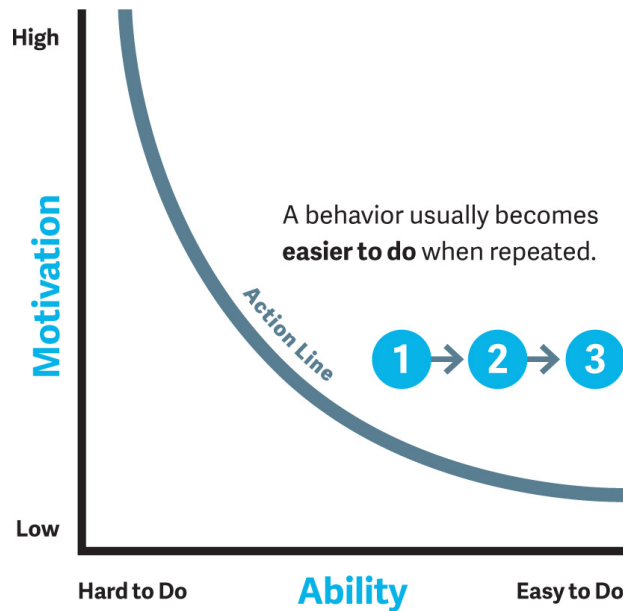 High
Motivation
A behavior usually becomes
easier to do when repeated.
Action Line
1 2 3
Low
Hard to Do Ability Easy to Do